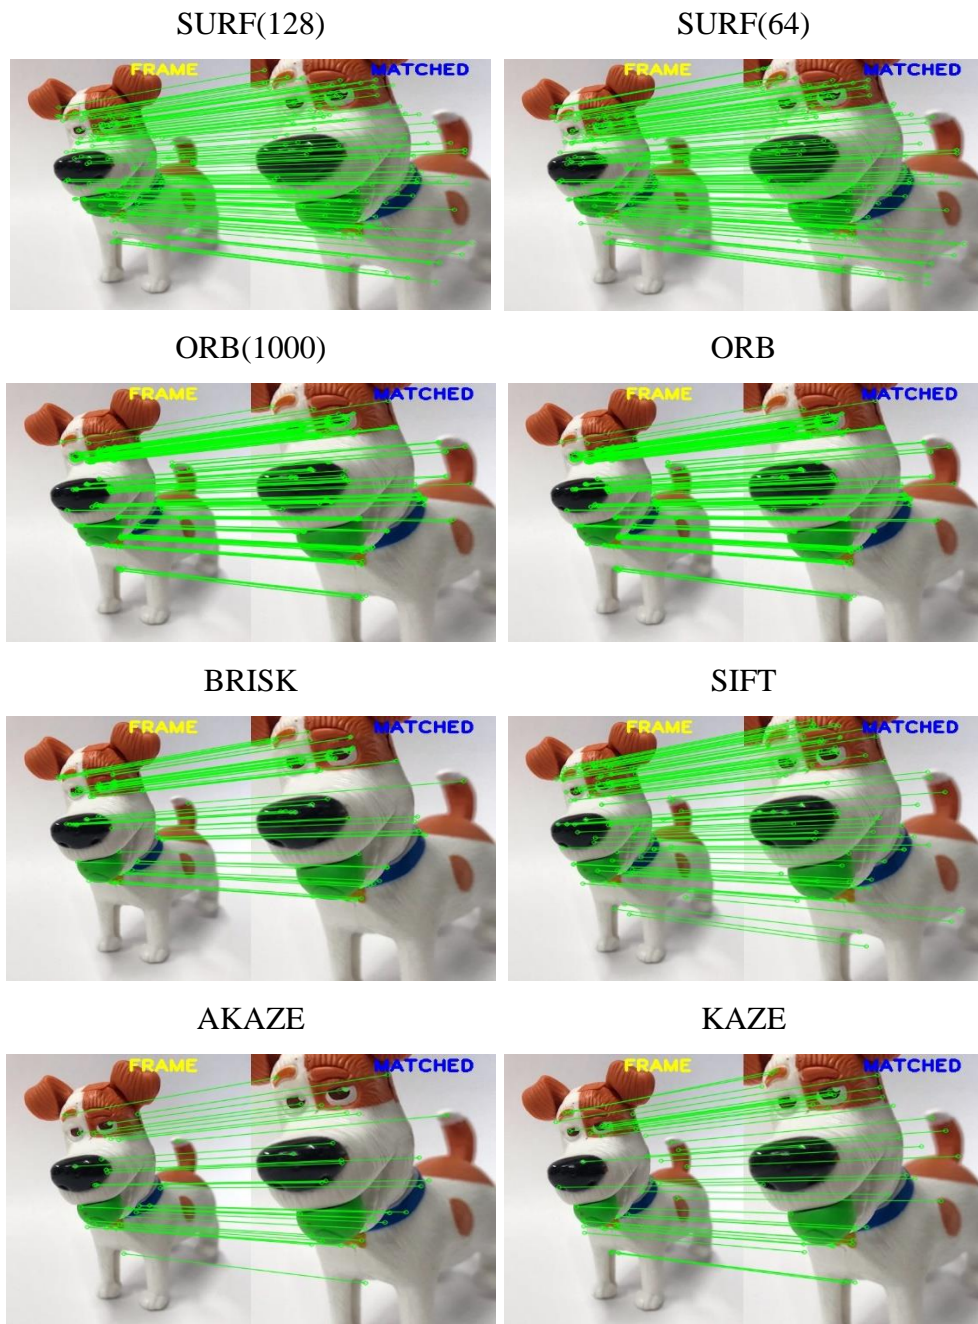 SURF(128) SURF(64)
FRAME MATCHED FRAME MATCHED
ORB(1000) ORB
FRAME MATCHED FRAME MATCHED
BRISK SIFT
FRAME MATCHED FRAME MATCHED
AKAZE KAZE
FRAME MATCHED FRAME MATCHED